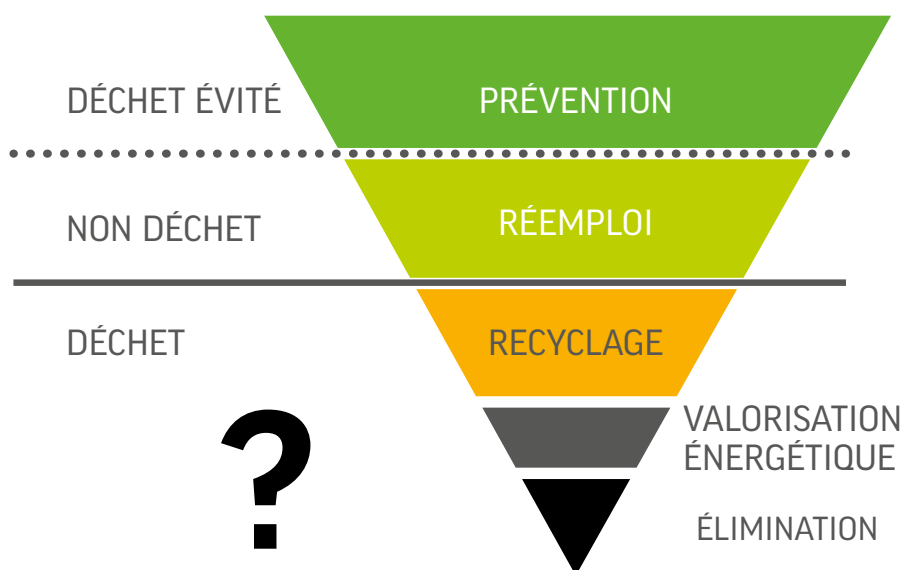 DÉCHET ÉVITÉ
PRÉVENTION
NON DÉCHET
RÉEMPLOI
DÉCHET
RECYCLAGE
?
VALORISATION
ÉNERGÉTIQUE
ÉLIMINATION